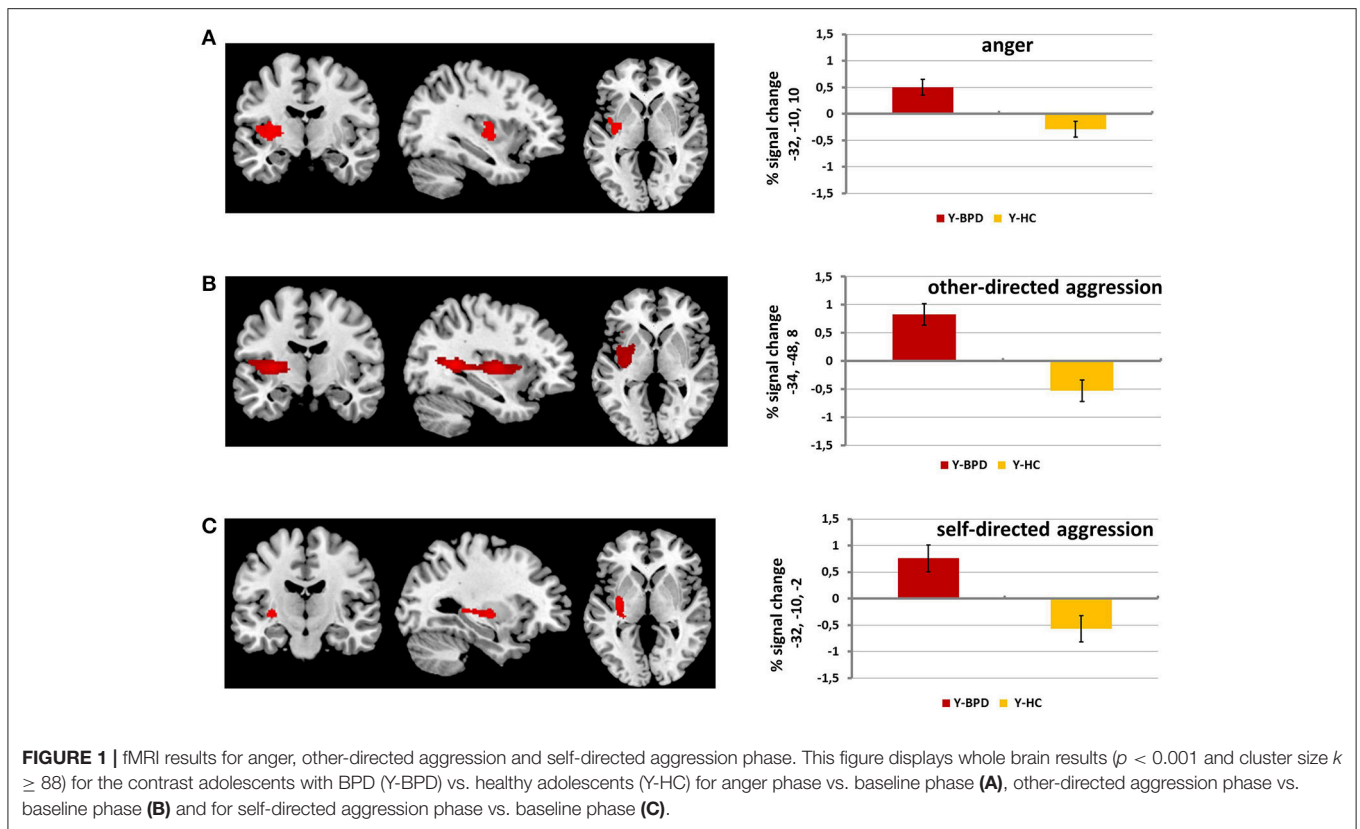 A
anger
% signal change
-32, -10, 10
1,5
1
0,5
0
-0,5
-1
-1,5
Y-BPD Y-HC
B
other-directed aggression
% signal change
-34, -48, 8
1,5
1
0,5
0
-0,5
-1
-1,5
Y-BPD Y-HC
C
self-directed aggression
% signal change
-32, -10, -2
1,5
1
0,5
0
-0,5
-1
-1,5
Y-BPD Y-HC
FIGURE 1 | fMRI results for anger, other-directed aggression and self-directed aggression phase. This figure displays whole brain results (p < 0.001 and cluster size k
≥ 88) for the contrast adolescents with BPD (Y-BPD) vs. healthy adolescents (Y-HC) for anger phase vs. baseline phase (A), other-directed aggression phase vs.
baseline phase (B) and for self-directed aggression phase vs. baseline phase (C).